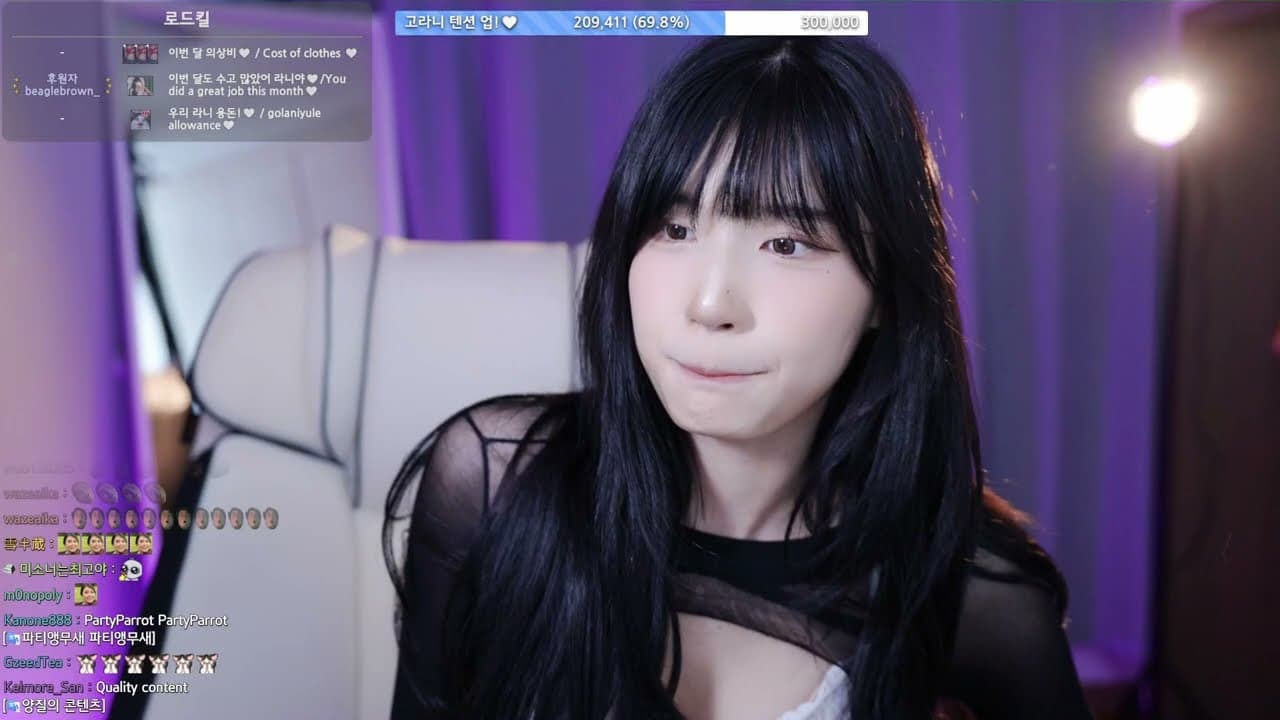 로드킬
-
이번 달 의상비♥ / Cost of clothes ♥
후원자
beaglebrown_
이번 달도 수고 많았어 라니야♥/You
did a great job this month♥
-
우리 라니 용돈!♥ / golaniyule
allowance♥
고라니 텐션 업!♥ 209,411 (69.8%) 300,000
wazeaika :
wazeaika :
미소너는최고야 :
m0nopoly :
Kanone888 : PartyParrot PartyParrot
[파티앵무새 파티앵무새]
GzeedTea :
Kelmore_San : Quality content
[양질의 콘텐츠]